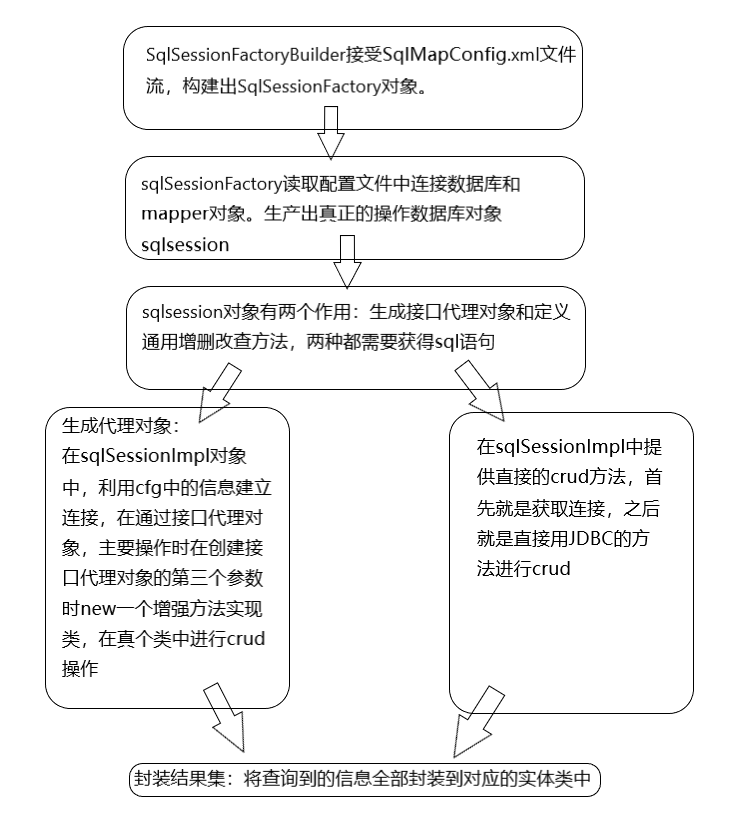 SqlSessionFactoryBuilder接受SqlMapConfig.xml文件
流，构建出SqlSessionFactory对象。
sqlSessionFactory读取配置文件中连接数据库和
mapper对象。生产出真正的操作数据库对象
sqlsession
sqlsession对象有两个作用：生成接口代理对象和定义
通用增删改查方法，两种都需要获得sql语句
生成代理对象：
在sqlSessionImpl对象
中，利用cfg中的信息建立
连接，在通过接口代理对
象，主要操作时在创建接
口代理对象的第三个参数
时new一个增强方法实现
类，在真个类中进行crud
操作
在sqlSessionImpl中提
供直接的crud方法，首
先就是获取连接，之后
就是直接用JDBC的方
法进行crud
封装结果集：将查询到的信息全部封装到对应的实体类中